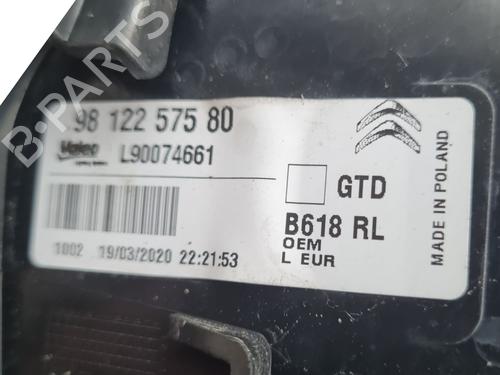 B-PARTS
98 122 575 80
Valeo L90074661
GTD
B618 RL
OEM
L EUR
1002 19/03/2020 22:21:53
MADE IN POLAND